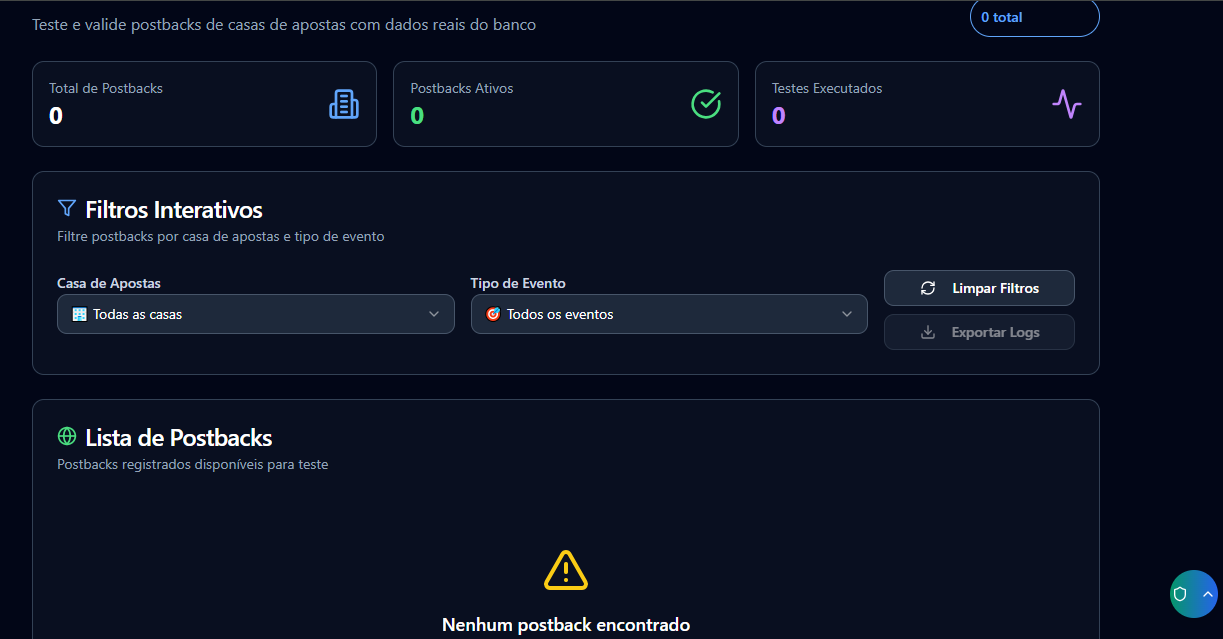 Teste e valide postbacks de casas de apostas com dados reais do banco
0 total
Total de Postbacks
0
Postbacks Ativos
0
Testes Executados
0
Filtros Interativos
Filtre postbacks por casa de apostas e tipo de evento
Casa de Apostas
Todas as casas
Tipo de Evento
Todos os eventos
Limpar Filtros
Exportar Logs
Lista de Postbacks
Postbacks registrados disponíveis para teste
Nenhum postback encontrado